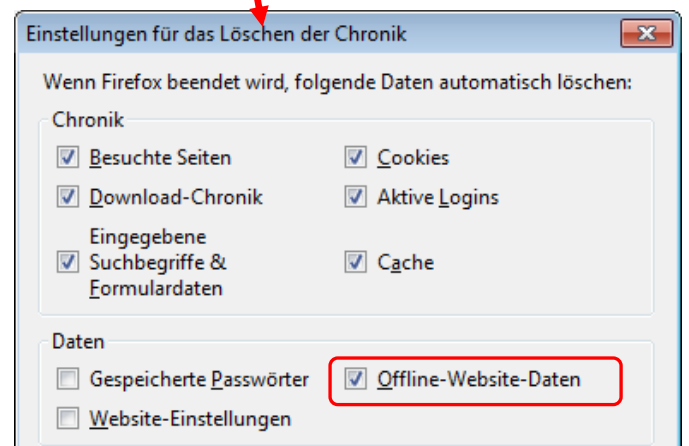 Einstellungen für das Löschen der Chronik
Wenn Firefox beendet wird, folgende Daten automatisch löschen:
Chronik
Besuchte Seiten
Cookies
Download-Chronik
Aktive Logins
Eingegebene
Suchbegriffe &
Formulardaten
Cache
Daten
Gespeicherte Passwörter
Offline-Website-Daten
Website-Einstellungen